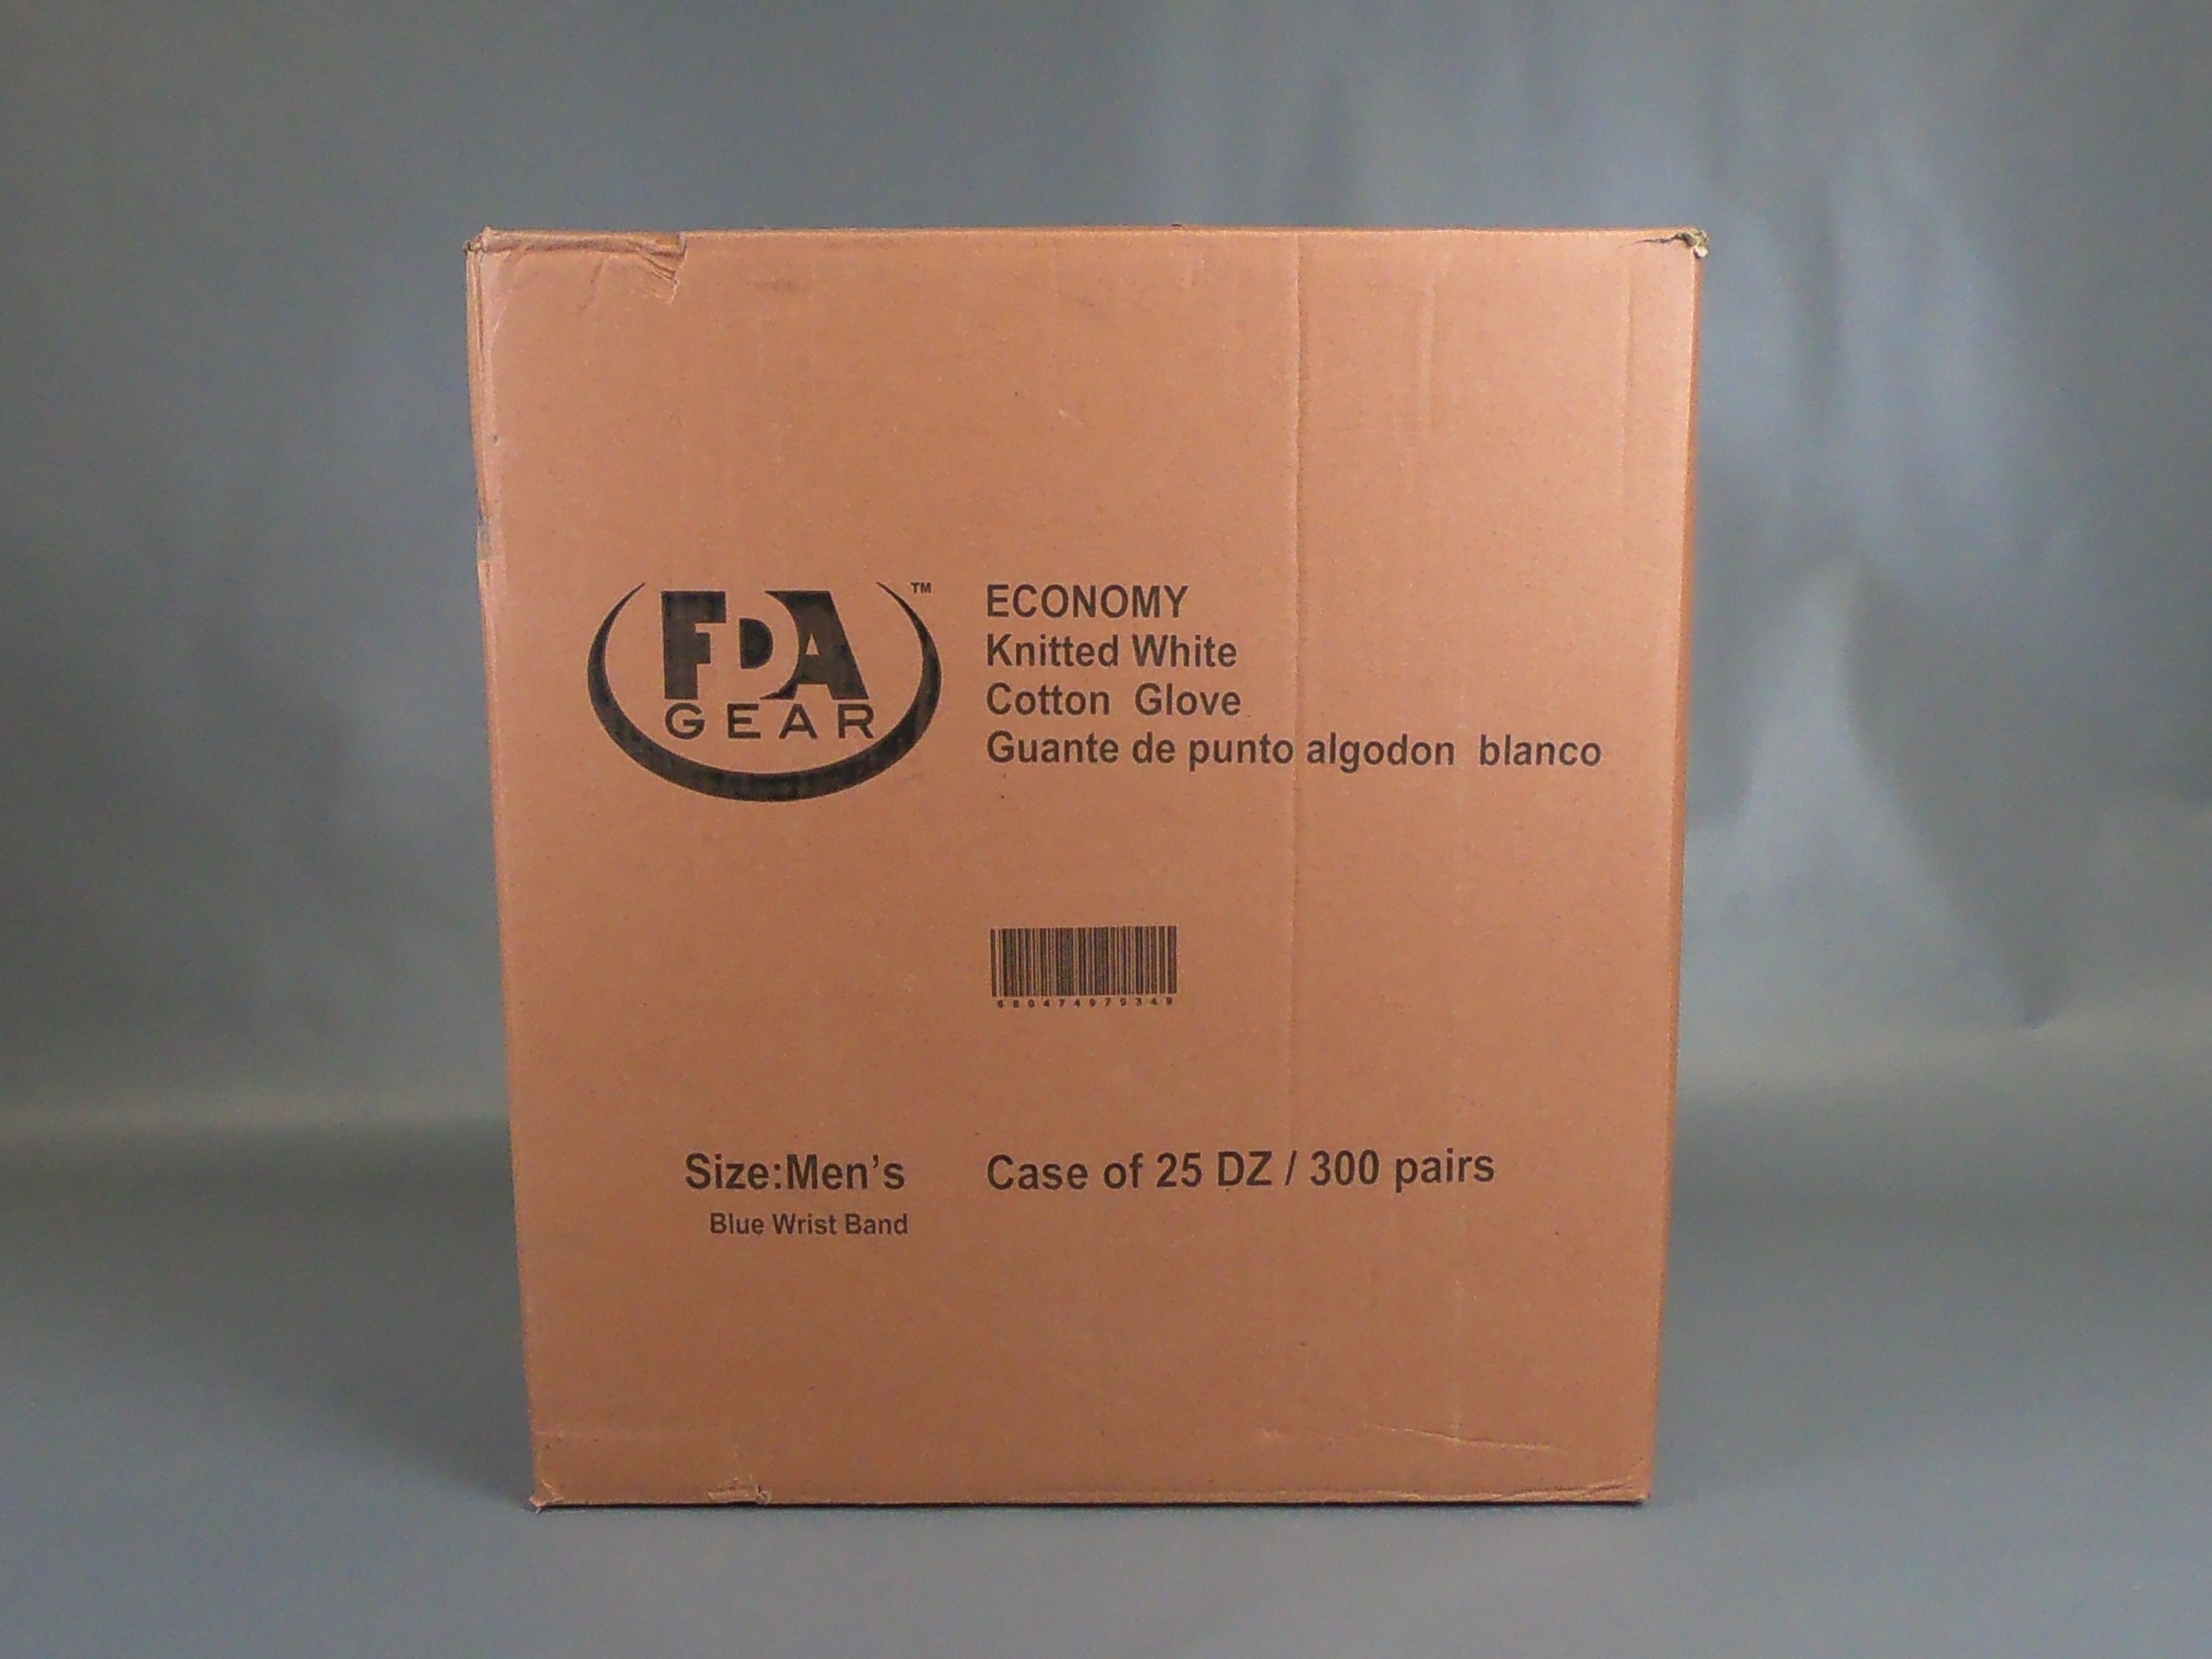 FDA
GEAR
TM
ECONOMY
Knitted White
Cotton Glove
Guante de punto algodon blanco
Size:Men's
Blue Wrist Band
Case of 25 DZ / 300 pairs